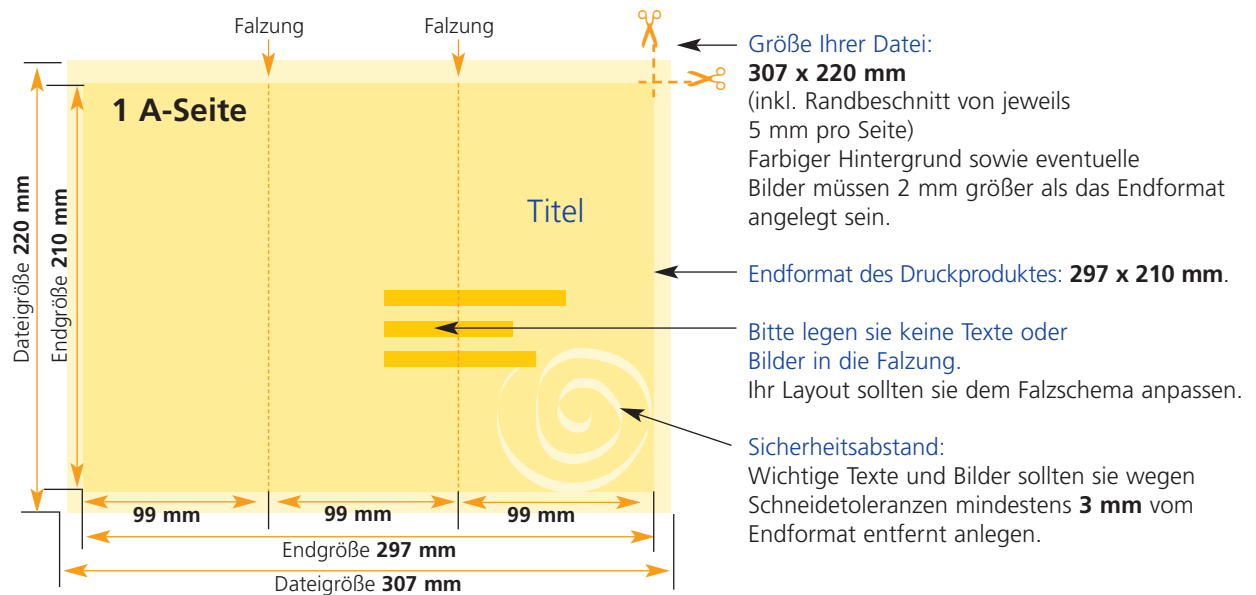 Falzung
Falzung
1 A-Seite
Titel
Dateigröße 220 mm
Endgröße 210 mm
99 mm
99 mm
99 mm
Endgröße 297 mm
Dateigröße 307 mm
Größe Ihrer Datei:
307 x 220 mm
(inkl. Randbeschnitt von jeweils
5 mm pro Seite)
Farbiger Hintergrund sowie eventuelle
Bilder müssen 2 mm größer als das Endformat
angelegt sein.
Endformat des Druckproduktes: 297 x 210 mm.
Bitte legen sie keine Texte oder
Bilder in die Falzung.
Ihr Layout sollten sie dem Falzschema anpassen.
Sicherheitsabstand:
Wichtige Texte und Bilder sollten sie wegen
Schneidetoleranzen mindestens 3 mm vom
Endformat entfernt anlegen.